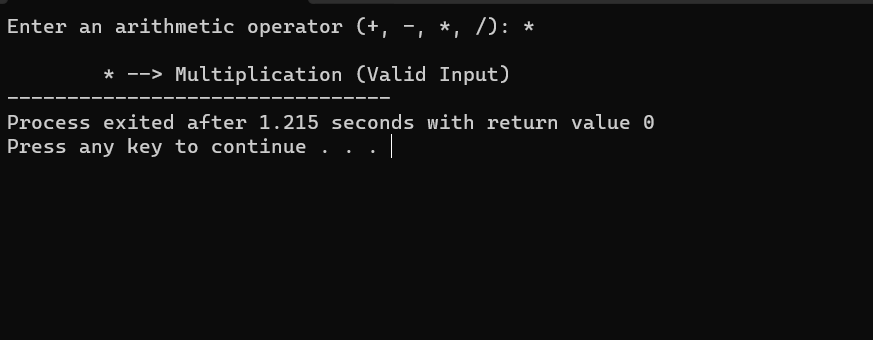 Enter an arithmetic operator (+, -, *, /): *
* --> Multiplication (Valid Input)
--------------------------------
Process exited after 1.215 seconds with return value 0
Press any key to continue . . .